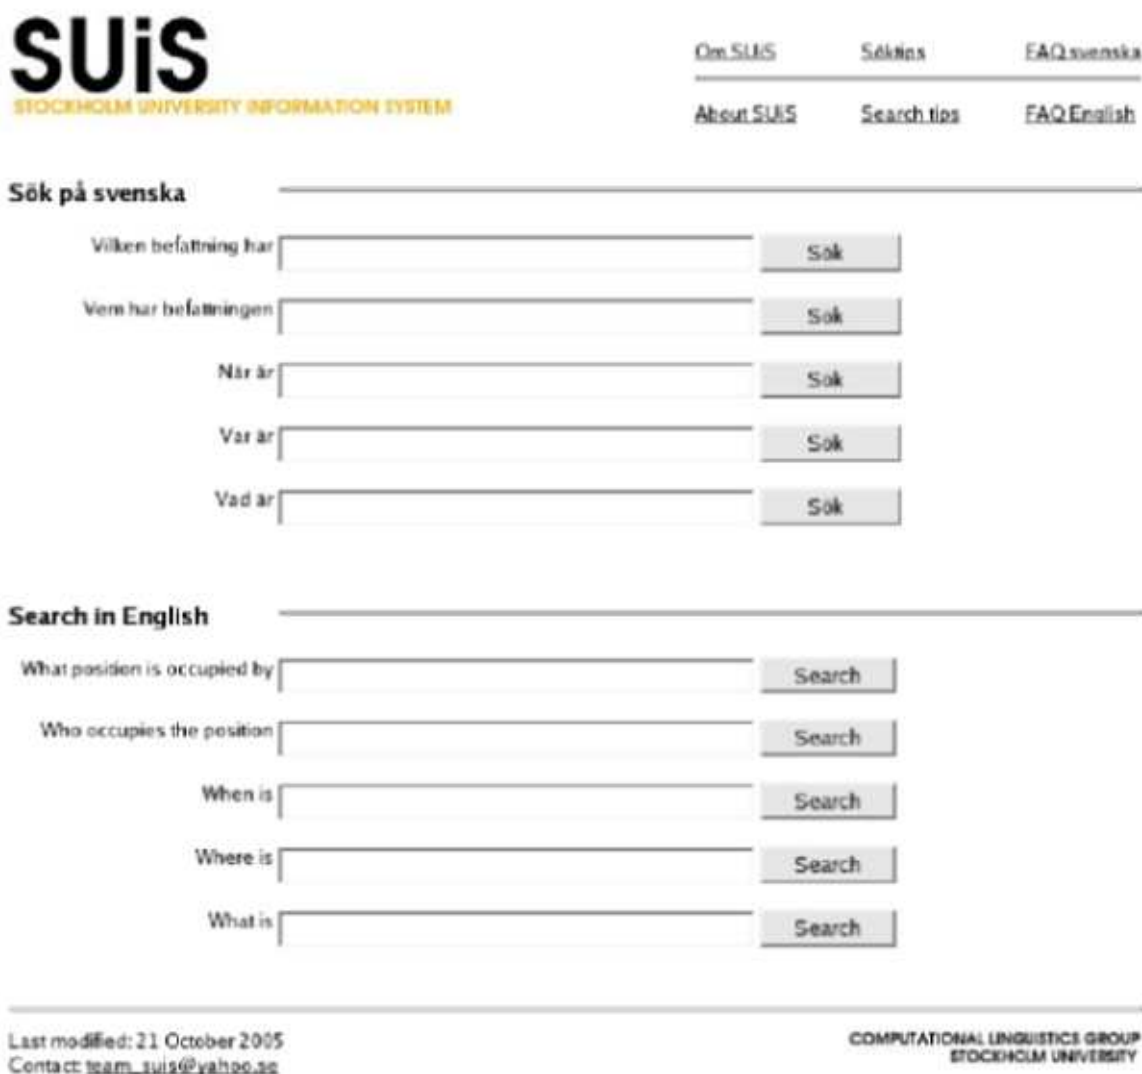 SUiS
STOCKHOLM UNIVERSITY INFORMATION SYSTEM
Om SUiS Söktips FAQ svenska
About SUiS Search tips FAQ English
Sök på svenska
Vilken befattning har Sök
Vem har befattningen Sök
När är Sök
Var är Sök
Vad är Sök
Search in English
What position is occupied by Search
Who occupies the position Search
When is Search
Where is Search
What is Search
Last modified: 21 October 2005
Contact: team_suis@yahoo.se
COMPUTATIONAL LINGUISTICS GROUP
STOCKHOLM UNIVERSITY